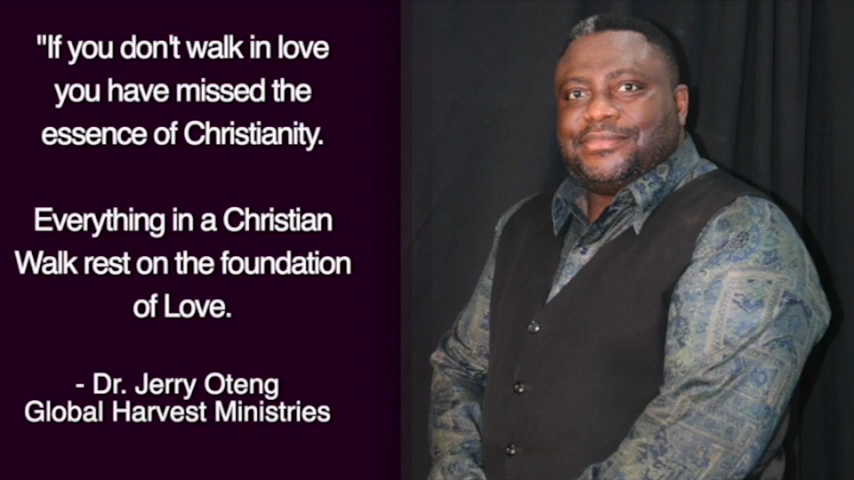 "If you don't walk in love
you have missed the
essence of Christianity.
Everything in a Christian
Walk rest on the foundation
of Love.
- Dr. Jerry Oteng
Global Harvest Ministries